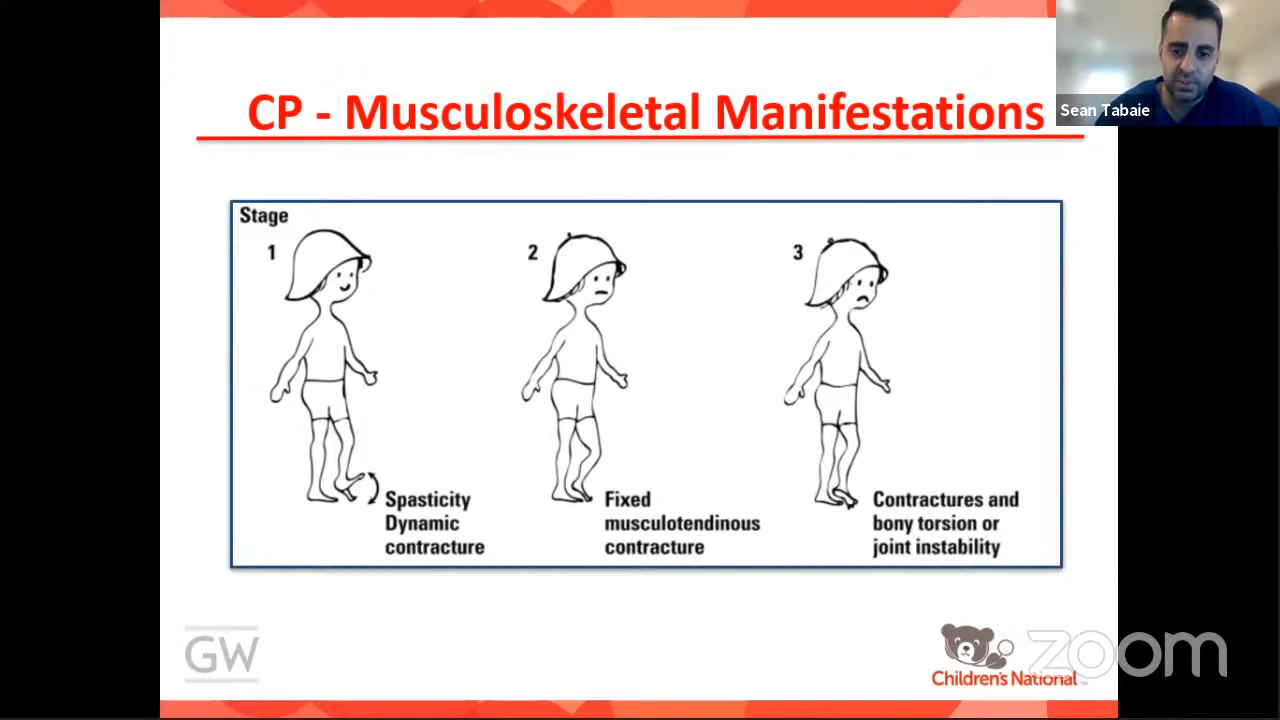 CP - Musculoskeletal Manifestations
Sean Tabaie
Stage
1
2
3
Spasticity
Dynamic
contracture
Fixed
musculotendinous
contracture
Contractures and
bony torsion or
joint instability
GW
Children's National
zoom